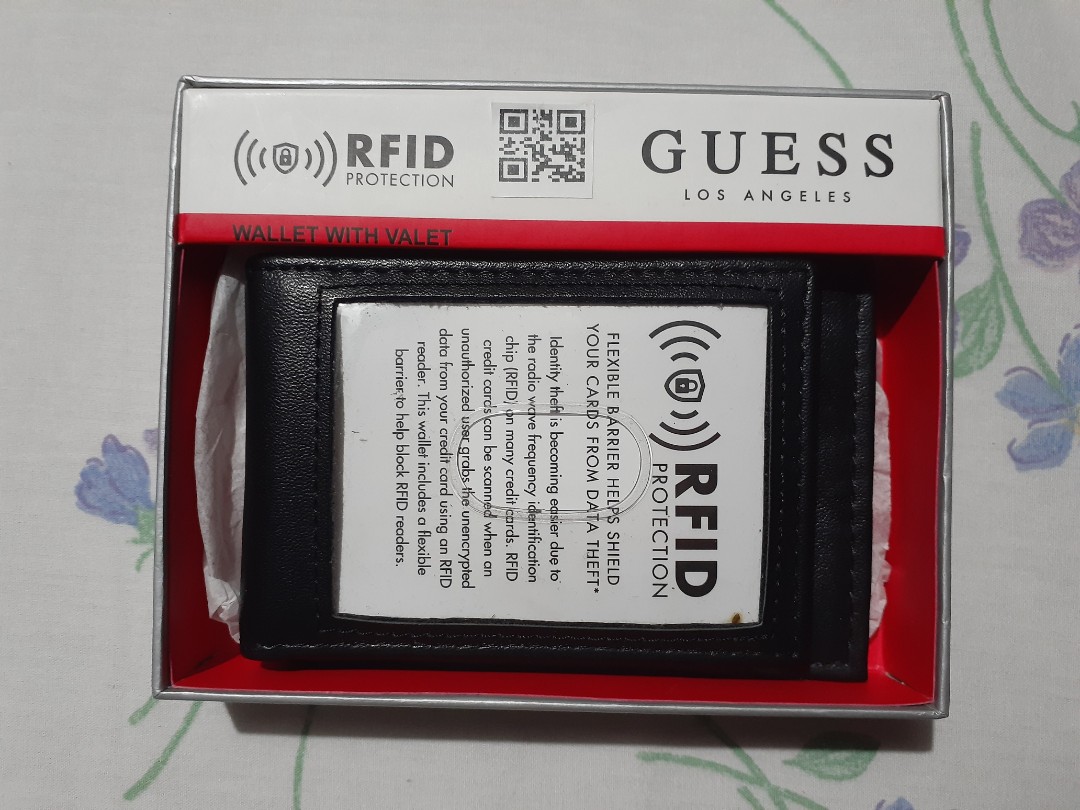 RFID
PROTECTION
GUESS
LOS ANGELES
WALLET WITH VALET
RFID
PROTECTION
FLEXIBLE BARRIER HELPS SHIELD
YOUR CARDS FROM DATA THEFT*
Identity theft is becoming easier due to
the radio wave frequency identification
chip (RFID) on many credit cards. RFID
credit cards can be scanned when an
unauthorized user grabs the unencrypted
data from your credit card using an RFID
reader. This wallet includes a flexible
barrier to help block RFID readers.